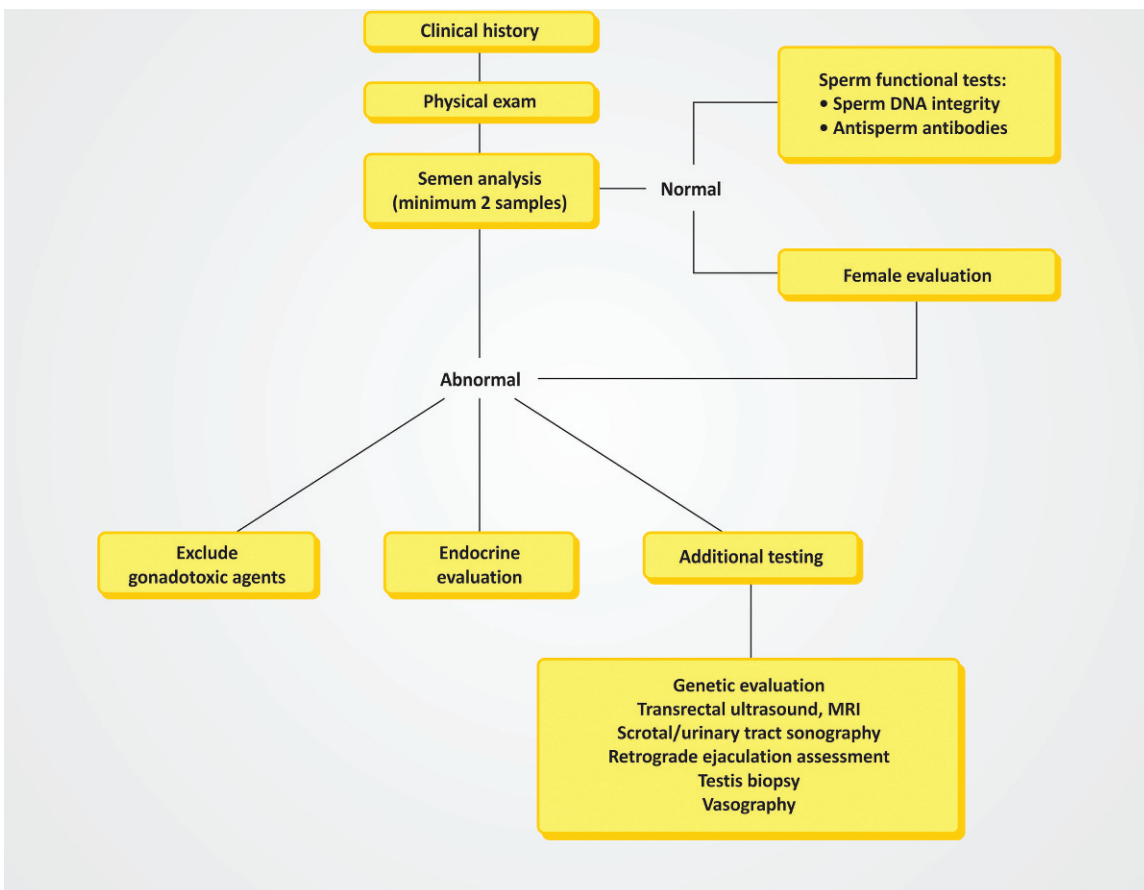 Clinical history
Physical exam
Semen analysis
(minimum 2 samples)
Normal
Sperm functional tests:
• Sperm DNA integrity
• Antisperm antibodies
Female evaluation
Abnormal
Exclude
gonadotoxic agents
Endocrine
evaluation
Additional testing
Genetic evaluation
Transrectal ultrasound, MRI
Scrotal/urinary tract sonography
Retrograde ejaculation assessment
Testis biopsy
Vasography